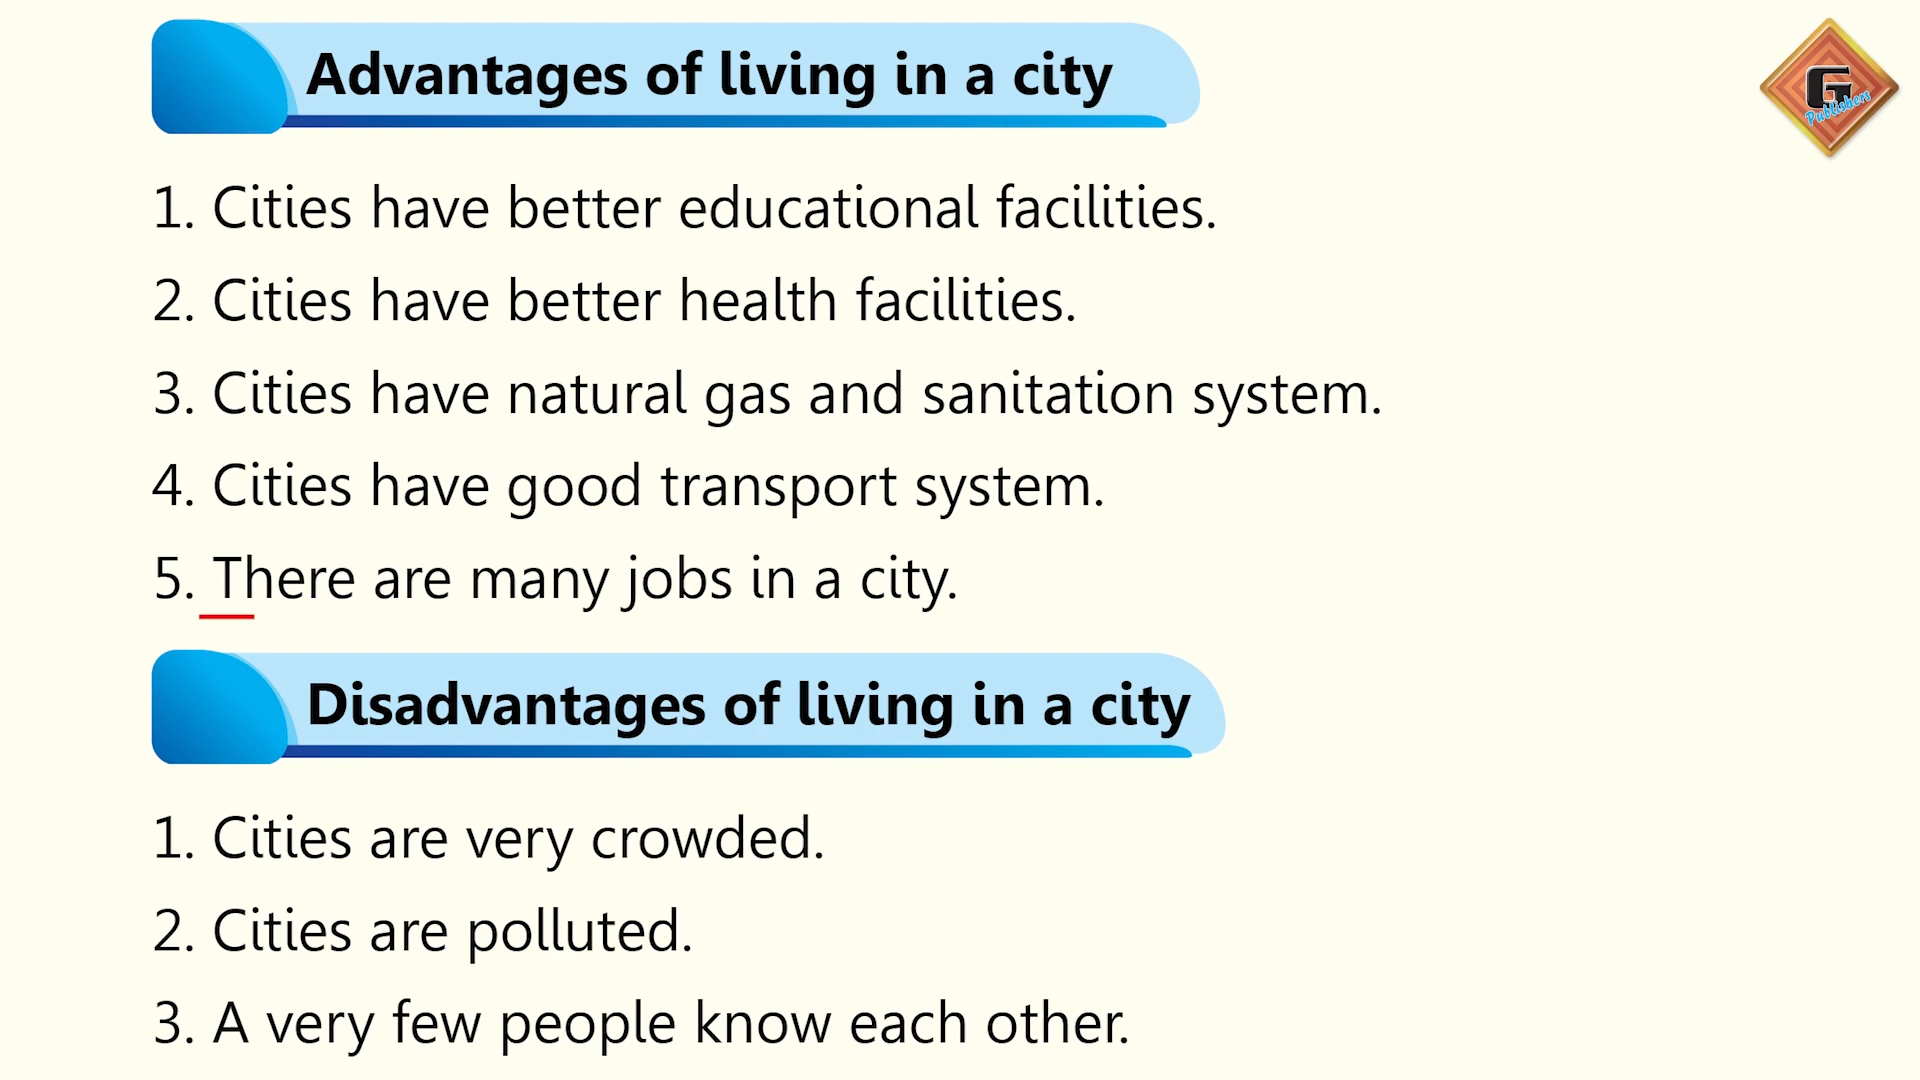 Advantages of living in a city
G
Publishers
1. Cities have better educational facilities.
2. Cities have better health facilities.
3. Cities have natural gas and sanitation system.
4. Cities have good transport system.
5. There are many jobs in a city.
Disadvantages of living in a city
1. Cities are very crowded.
2. Cities are polluted.
3. A very few people know each other.